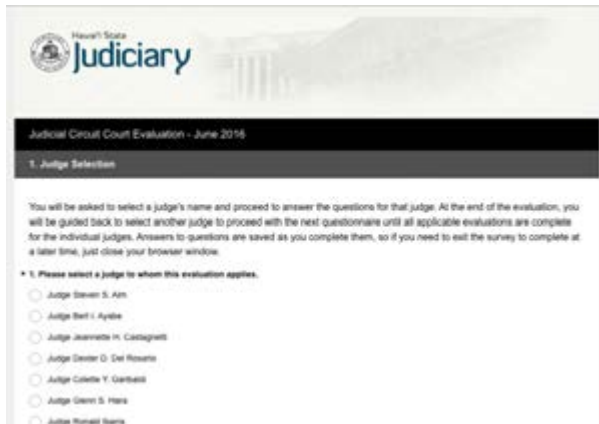 Hawai'i State
Judiciary
Judicial Circuit Court Evaluation - June 2016
1. Judge Selection
You will be asked to select a judge's name and proceed to answer the questions for that judge. At the end of the evaluation, you
will be guided back to select another judge to proceed with the next questionnaire until all applicable evaluations are complete
for the individual judges. Answers to questions are saved as you complete them, so if you need to exit the survey to complete at
a later time, just close your browser window.
* 1. Please select a judge to whom this evaluation applies.
Judge Steven S. Alm
Judge Bert I. Ayabe
Judge Jeannette H. Castagnetti
Judge Dexter D. Del Rosario
Judge Colette Y. Garibaldi
Judge Glenn S. Hara
Judge Ronald Ibarra